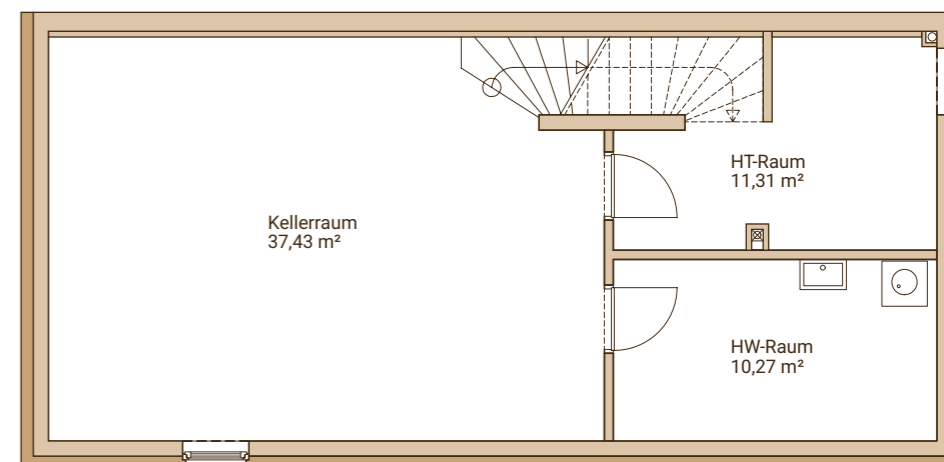 HT-Raum
11,31 m²
Kellerraum
37,43 m²
HW-Raum
10,27 m²